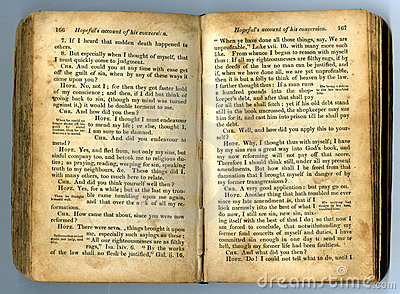 166 Hopeful's account of his conversion.
7. If I heard that sudden death happened to
others.
8. But especially when I thought of myself, that
I must quickly come to judgment.
CHR. And could you at any time with ease get
off the guilt of sin, when by any of these ways it
came upon you?
HOPE. No, not I; for then they got faster hold
of my conscience; and then, if I did but think of
going back to sin, (though my mind was turned
against it,) it would be double torment to me.
CHR. And how did you then?
HOPE. I thought I must endeavour
to mend my life; or else, thought I,
I am sure to be damned.
CHR. And did you endeavour to
mend?
HOPE. Yes, and fled from, not only my sins, but
sinful company too, and betook me to religious du-
ties; as praying, reading, weeping for sin, speaking
truth to my neighbours, &c. These things did I,
with many others, too much here to relate.
CHR. And did you think yourself well then?
HOPE. Yes, for a while; but at the last my trou-
ble came tumbling upon me again,
and that over the neck of all my re-
formations.
CHR. How came that about, since you were now
reformed?
HOPE. There were several things brought it upon
me, especially such sayings as these:
"All our righteousnesses are as filthy
rags," Isa. lxiv. 6. "By the works
of the law shall no flesh be justified," Gal. ii. 16.
Hopeful's account of his conversion 167
"When ye have done all those things, say, We are
unprofitable," Luke xvii. 10. with many more such
like. From whence I began to reason with myself
thus: If all my righteousnesses are filthy rags, if by
the deeds of the law no man can be justified, and
if, when we have done all, we are yet unprofitable,
then it is but a folly to think of heaven by the law.
I further thought thus: If a man runs
a hundred pounds into the shop-
keeper's debt, and after that shall pay
for all that he shall fetch; yet if his old debt stands
still in the book uncrossed, the shopkeeper may sue
him for it, and cast him into prison till he shall pay
the debt.
CHR. Well, and how did you apply this to your-
self?
HOPE. Why, I thought thus with myself; I have
by my sins run a great way into God's book, and
my now reforming will not pay off that score.
Therefore I should think still, under all my present
amendments, But how shall I be freed from that
damnation that I brought myself in danger of by
my former transgressions?
CHR. A very good application: but pray go on.
HOPE. Another thing that hath troubled me ever
since my late amendment is, that if I
look narrowly into the best of what I
do now, I still see sin, new sin, mix-
ing itself with the best of that I do; so that now I
am forced to conclude, that notwithstanding my
former fond conceits of myself and duties, I have
committed sin enough in one day to send me to
hell, though my former life had been faultless.
CHR. And what did you do then?
HOPE. Do! I could not tell what to do, until I